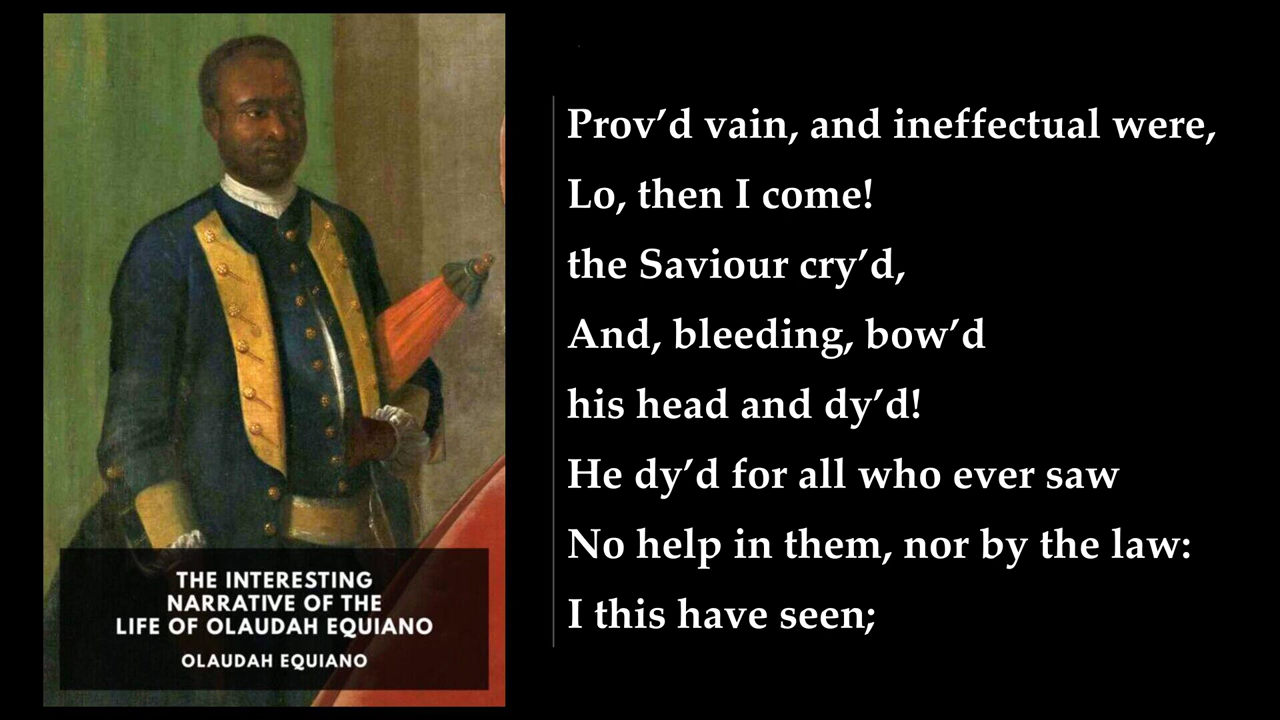 Prov’d vain, and ineffectual were,
Lo, then I come!
the Saviour cry’d,
And, bleeding, bow’d
his head and dy’d!
He dy’d for all who ever saw
No help in them, nor by the law:
I this have seen;
THE INTERESTING
NARRATIVE OF THE
LIFE OF OLAUDAH EQUIANO
OLAUDAH EQUIANO